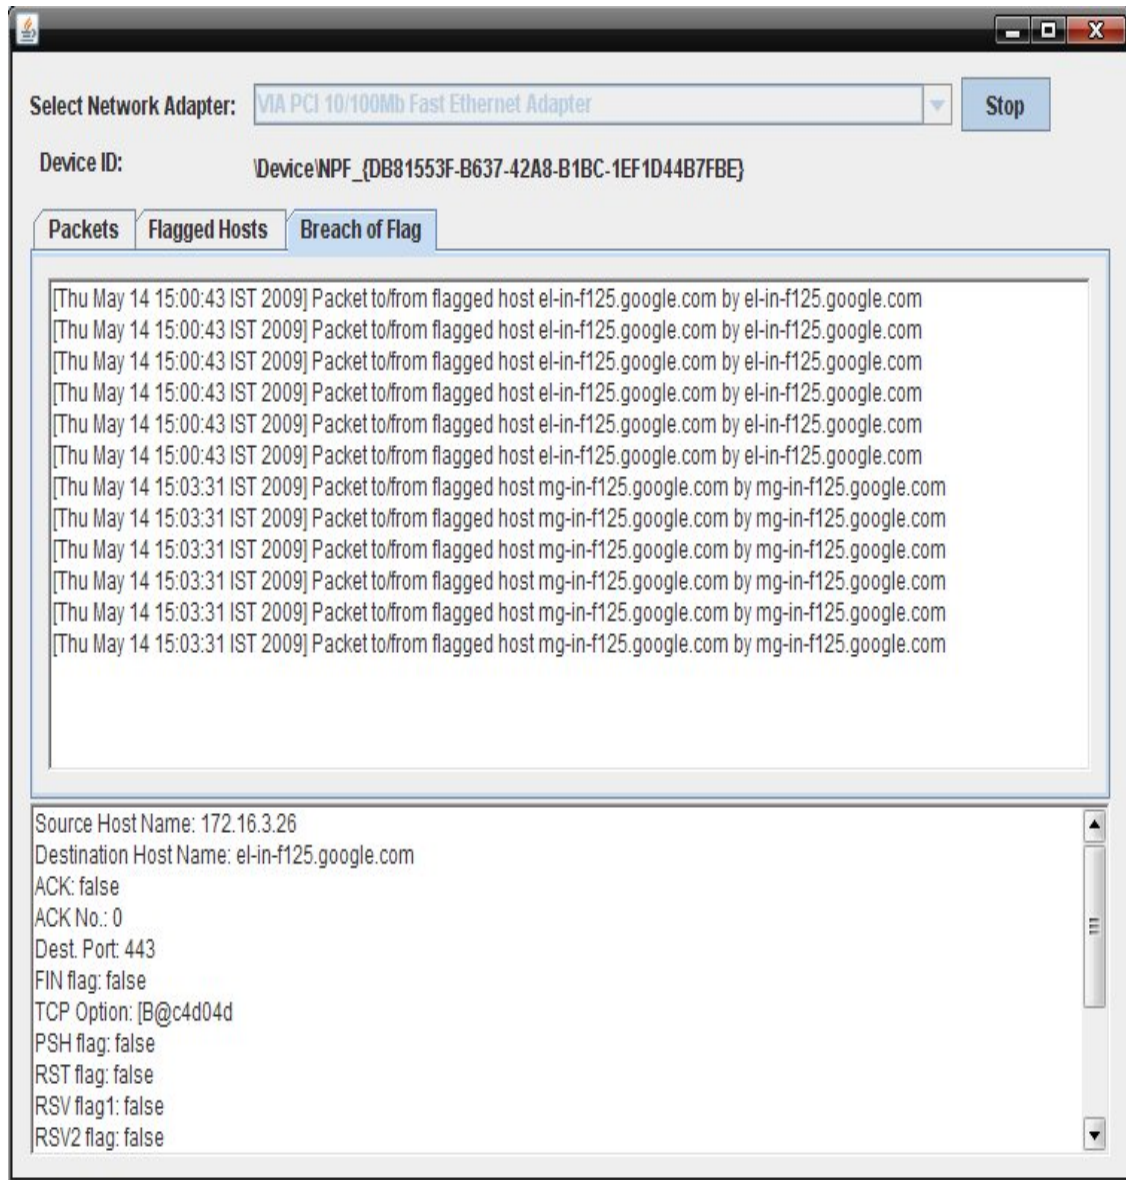 Select Network Adapter: VIA PCI 10/100Mb Fast Ethernet Adapter Stop
Device ID: \Device\NPF_{DB81553F-B637-42A8-B1BC-1EF1D44B7FBE}
Packets Flagged Hosts Breach of Flag
[Thu May 14 15:00:43 IST 2009] Packet to/from flagged host el-in-f125.google.com by el-in-f125.google.com
[Thu May 14 15:00:43 IST 2009] Packet to/from flagged host el-in-f125.google.com by el-in-f125.google.com
[Thu May 14 15:00:43 IST 2009] Packet to/from flagged host el-in-f125.google.com by el-in-f125.google.com
[Thu May 14 15:00:43 IST 2009] Packet to/from flagged host el-in-f125.google.com by el-in-f125.google.com
[Thu May 14 15:00:43 IST 2009] Packet to/from flagged host el-in-f125.google.com by el-in-f125.google.com
[Thu May 14 15:00:43 IST 2009] Packet to/from flagged host el-in-f125.google.com by el-in-f125.google.com
[Thu May 14 15:03:31 IST 2009] Packet to/from flagged host mg-in-f125.google.com by mg-in-f125.google.com
[Thu May 14 15:03:31 IST 2009] Packet to/from flagged host mg-in-f125.google.com by mg-in-f125.google.com
[Thu May 14 15:03:31 IST 2009] Packet to/from flagged host mg-in-f125.google.com by mg-in-f125.google.com
[Thu May 14 15:03:31 IST 2009] Packet to/from flagged host mg-in-f125.google.com by mg-in-f125.google.com
[Thu May 14 15:03:31 IST 2009] Packet to/from flagged host mg-in-f125.google.com by mg-in-f125.google.com
[Thu May 14 15:03:31 IST 2009] Packet to/from flagged host mg-in-f125.google.com by mg-in-f125.google.com
Source Host Name: 172.16.3.26
Destination Host Name: el-in-f125.google.com
ACK: false
ACK No.: 0
Dest. Port: 443
FIN flag: false
TCP Option: [B@c4d04d
PSH flag: false
RST flag: false
RSV flag1: false
RSV2 flag: false